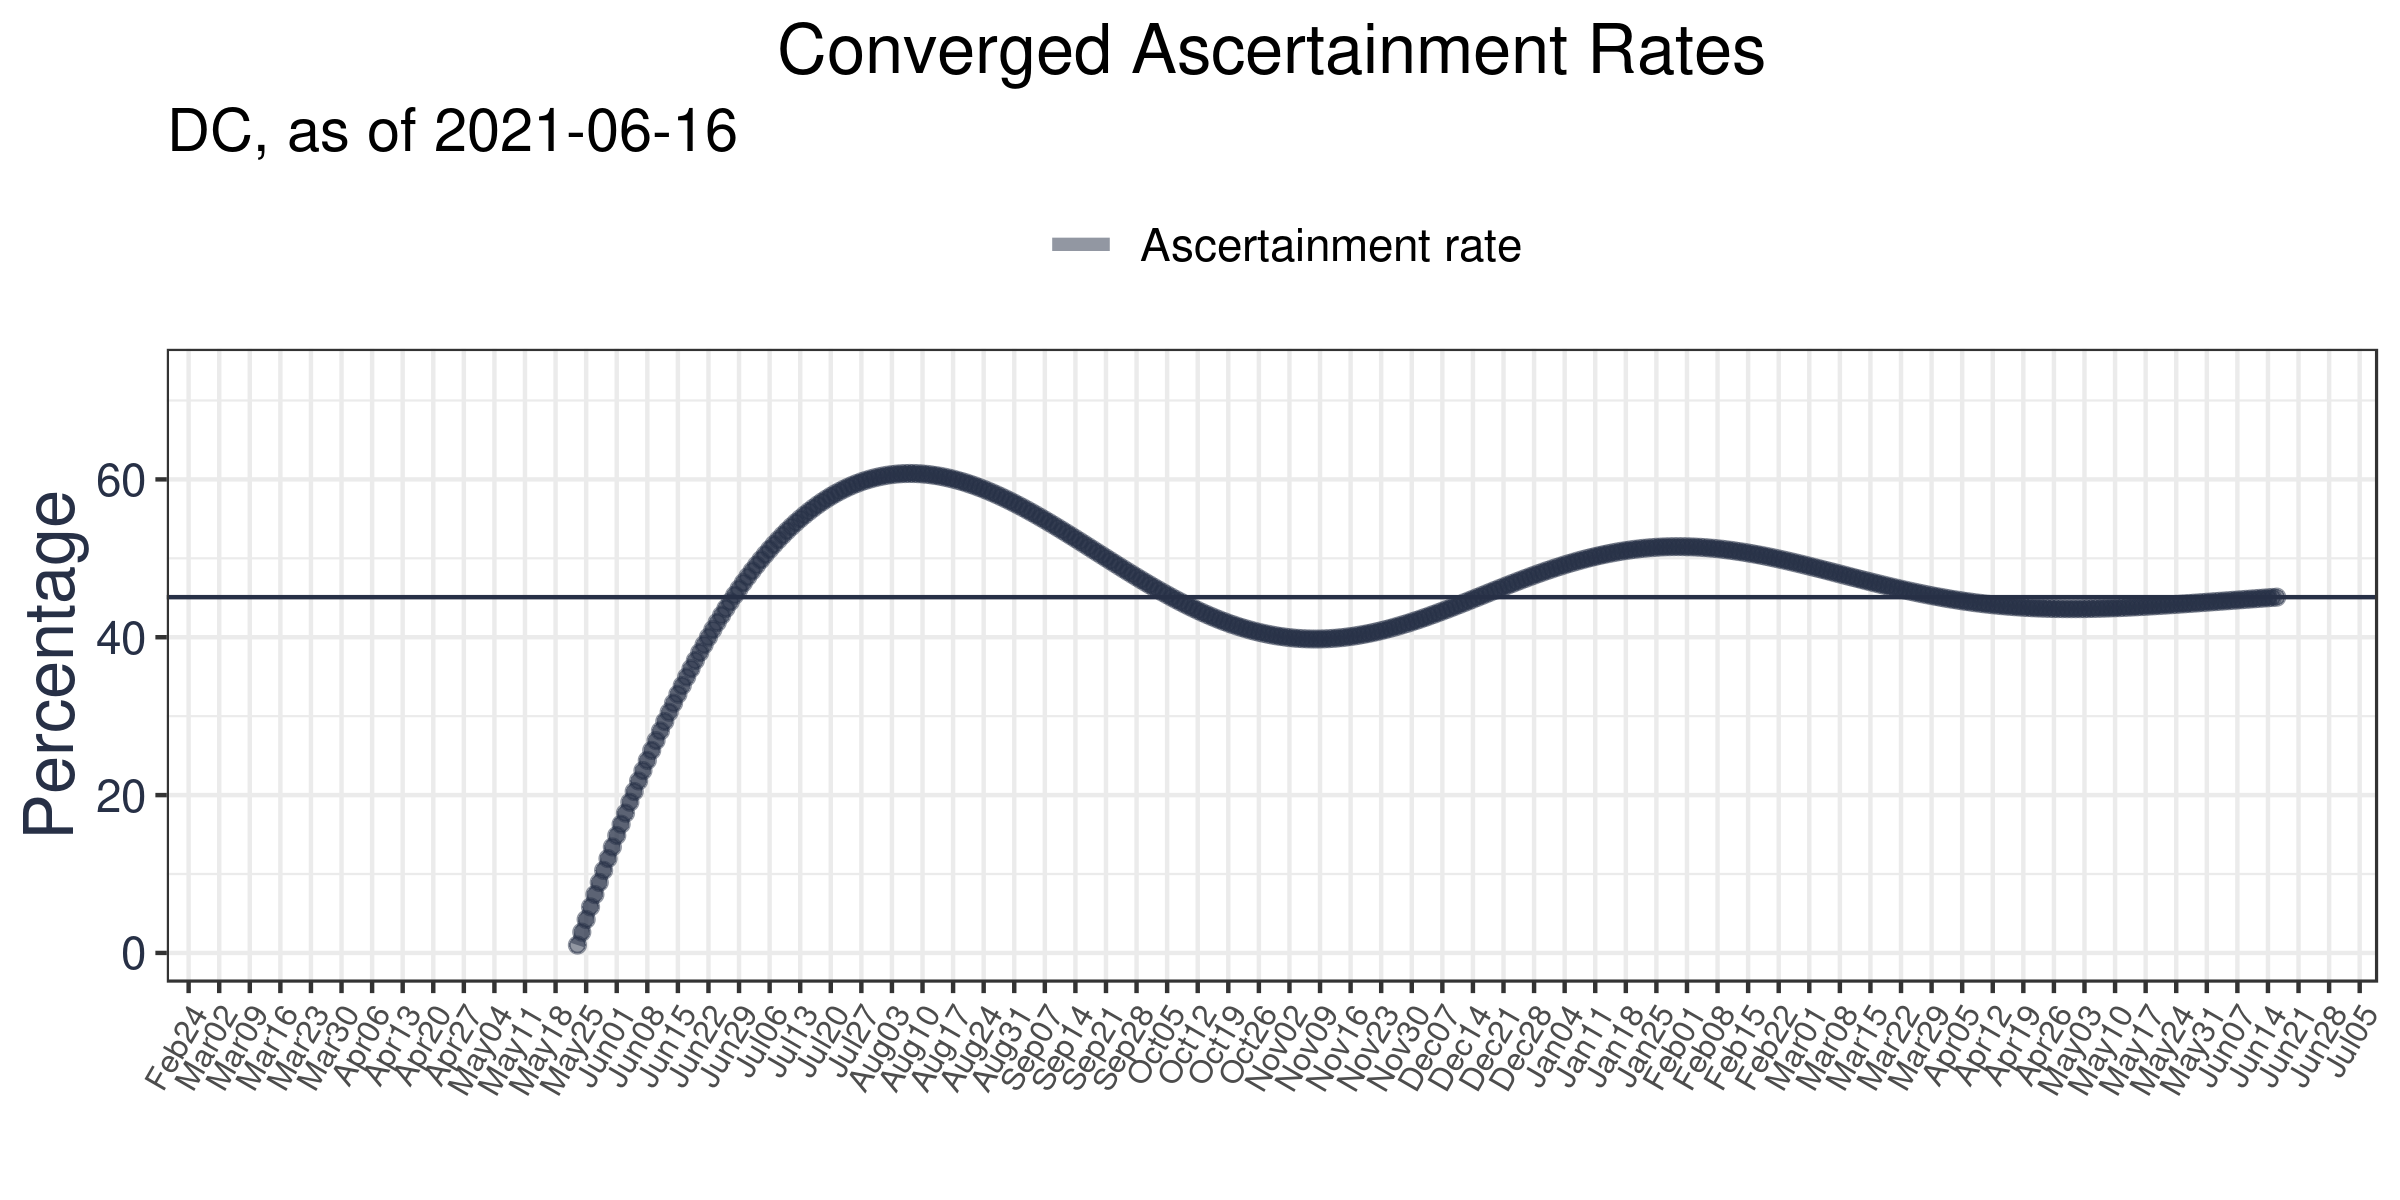 Converged Ascertainment Rates
DC, as of 2021-06-16
Ascertainment rate
Percentage
60
40
20
0
Feb24
Mar02
Mar09
Mar16
Mar23
Mar30
Apr06
Apr13
Apr20
Apr27
May04
May11
May18
May25
Jun01
Jun08
Jun15
Jun22
Jun29
Jul06
Jul13
Jul20
Jul27
Aug03
Aug10
Aug17
Aug24
Aug31
Sep07
Sep14
Sep21
Sep28
Oct05
Oct12
Oct19
Oct26
Nov02
Nov09
Nov16
Nov23
Nov30
Dec07
Dec14
Dec21
Dec28
Jan04
Jan11
Jan18
Jan25
Feb01
Feb08
Feb15
Feb22
Mar01
Mar08
Mar15
Mar22
Mar29
Apr05
Apr12
Apr19
Apr26
May03
May10
May17
May24
May31
Jun07
Jun14
Jun21
Jun28
Jul05